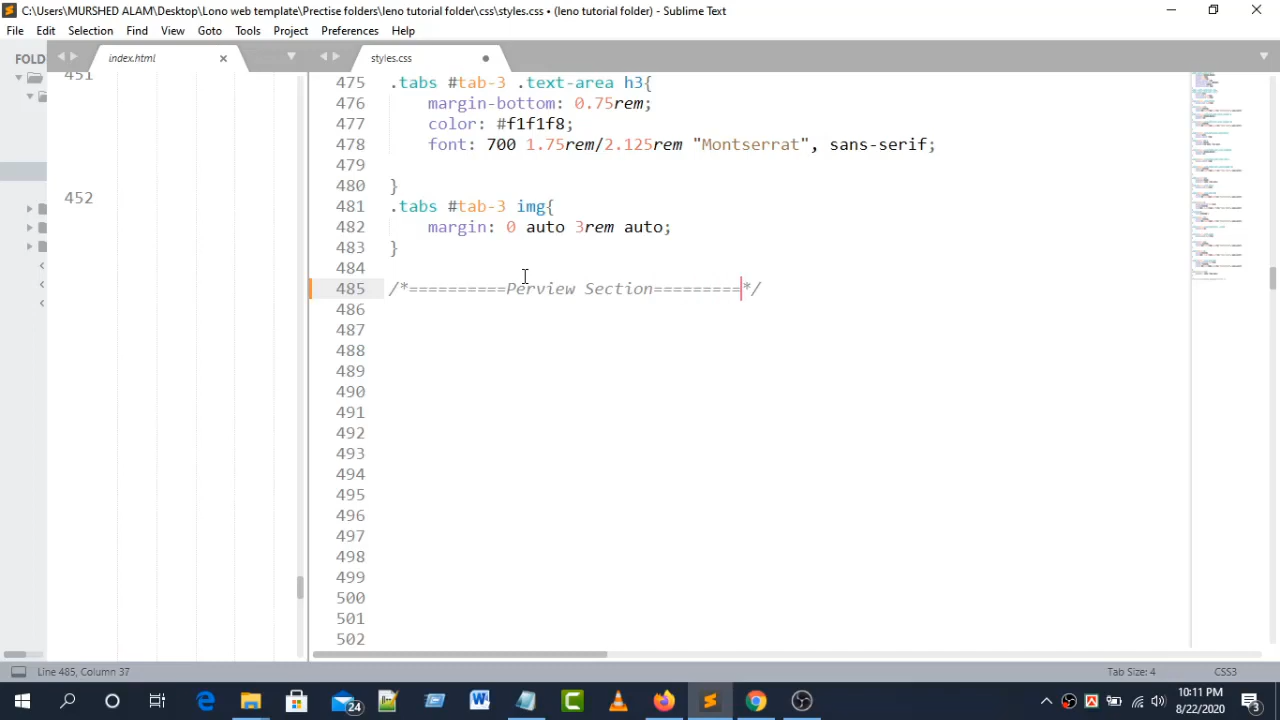 C:\Users\MURSHED ALAM\Desktop\Lono web template\Prectise folders\leno tutorial folder\css\styles.css • (leno tutorial folder) - Sublime Text
File Edit Selection Find View Goto Tools Project Preferences Help
FOLD
index.html
styles.css
451
452
475 .tabs #tab-3 .text-area h3{
476 margin-bottom: 0.75rem;
477 color: #f1f1f8;
478 font: 700 1.75rem/2.125rem "Montserrat", sans-serif;
479
480 }
481 .tabs #tab-3 img{
482 margin: 0 auto 3rem auto;
483 }
484
485 /*==========Perview Section=========*/
486
487
488
489
490
491
492
493
494
495
496
497
498
499
500
501
502
Line 485, Column 37
Tab Size: 4
CSS3
24
10:11 PM
8/22/2020
3